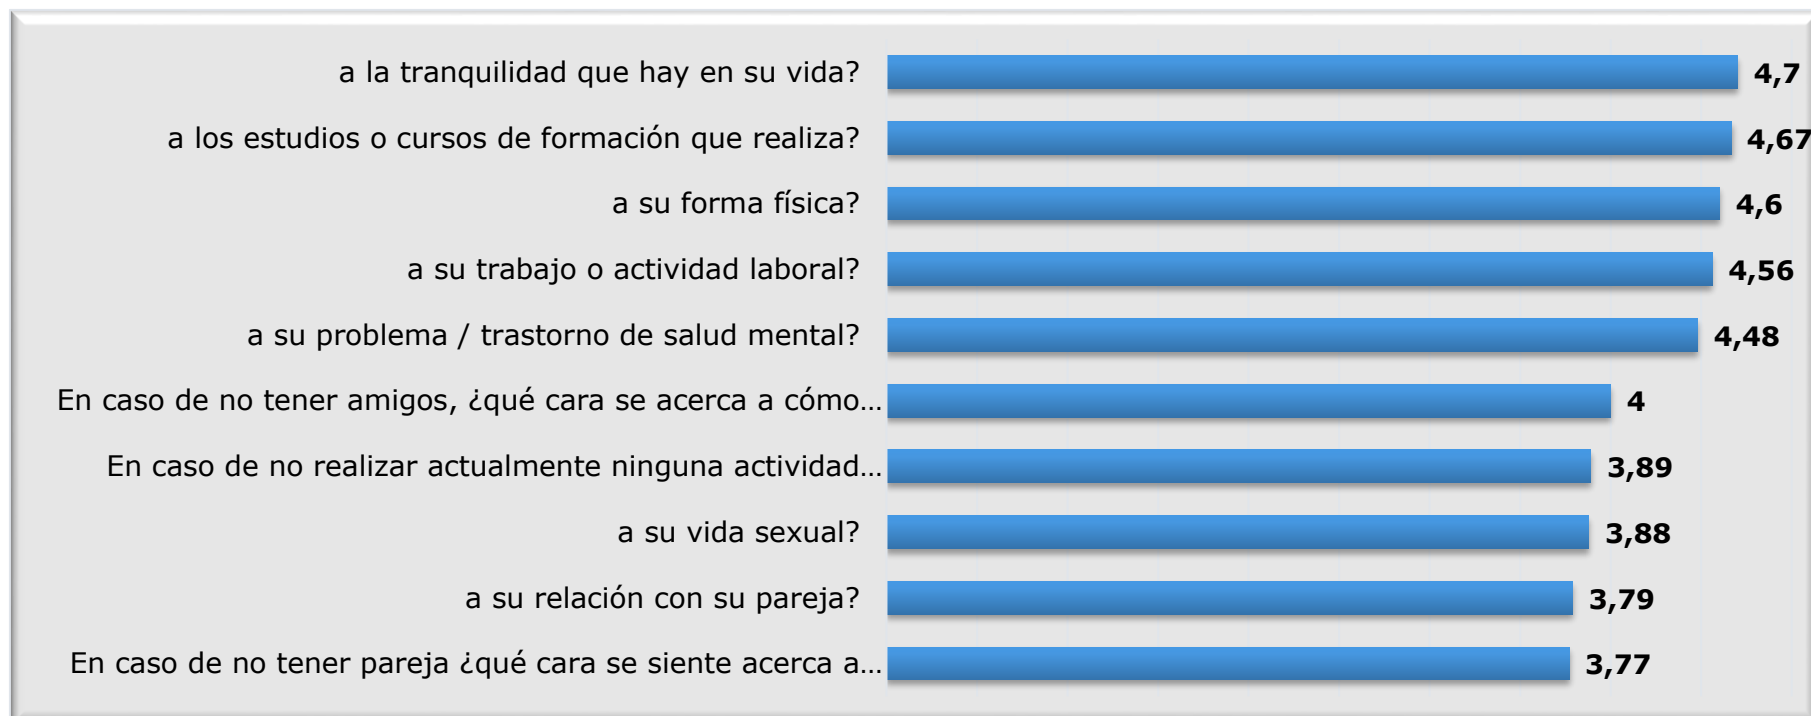 a la tranquilidad que hay en su vida? 4,7
a los estudios o cursos de formación que realiza? 4,67
a su forma física? 4,6
a su trabajo o actividad laboral? 4,56
a su problema / trastorno de salud mental? 4,48
En caso de no tener amigos, ¿qué cara se acerca a cómo… 4
En caso de no realizar actualmente ninguna actividad… 3,89
a su vida sexual? 3,88
a su relación con su pareja? 3,79
En caso de no tener pareja ¿qué cara se siente acerca a… 3,77